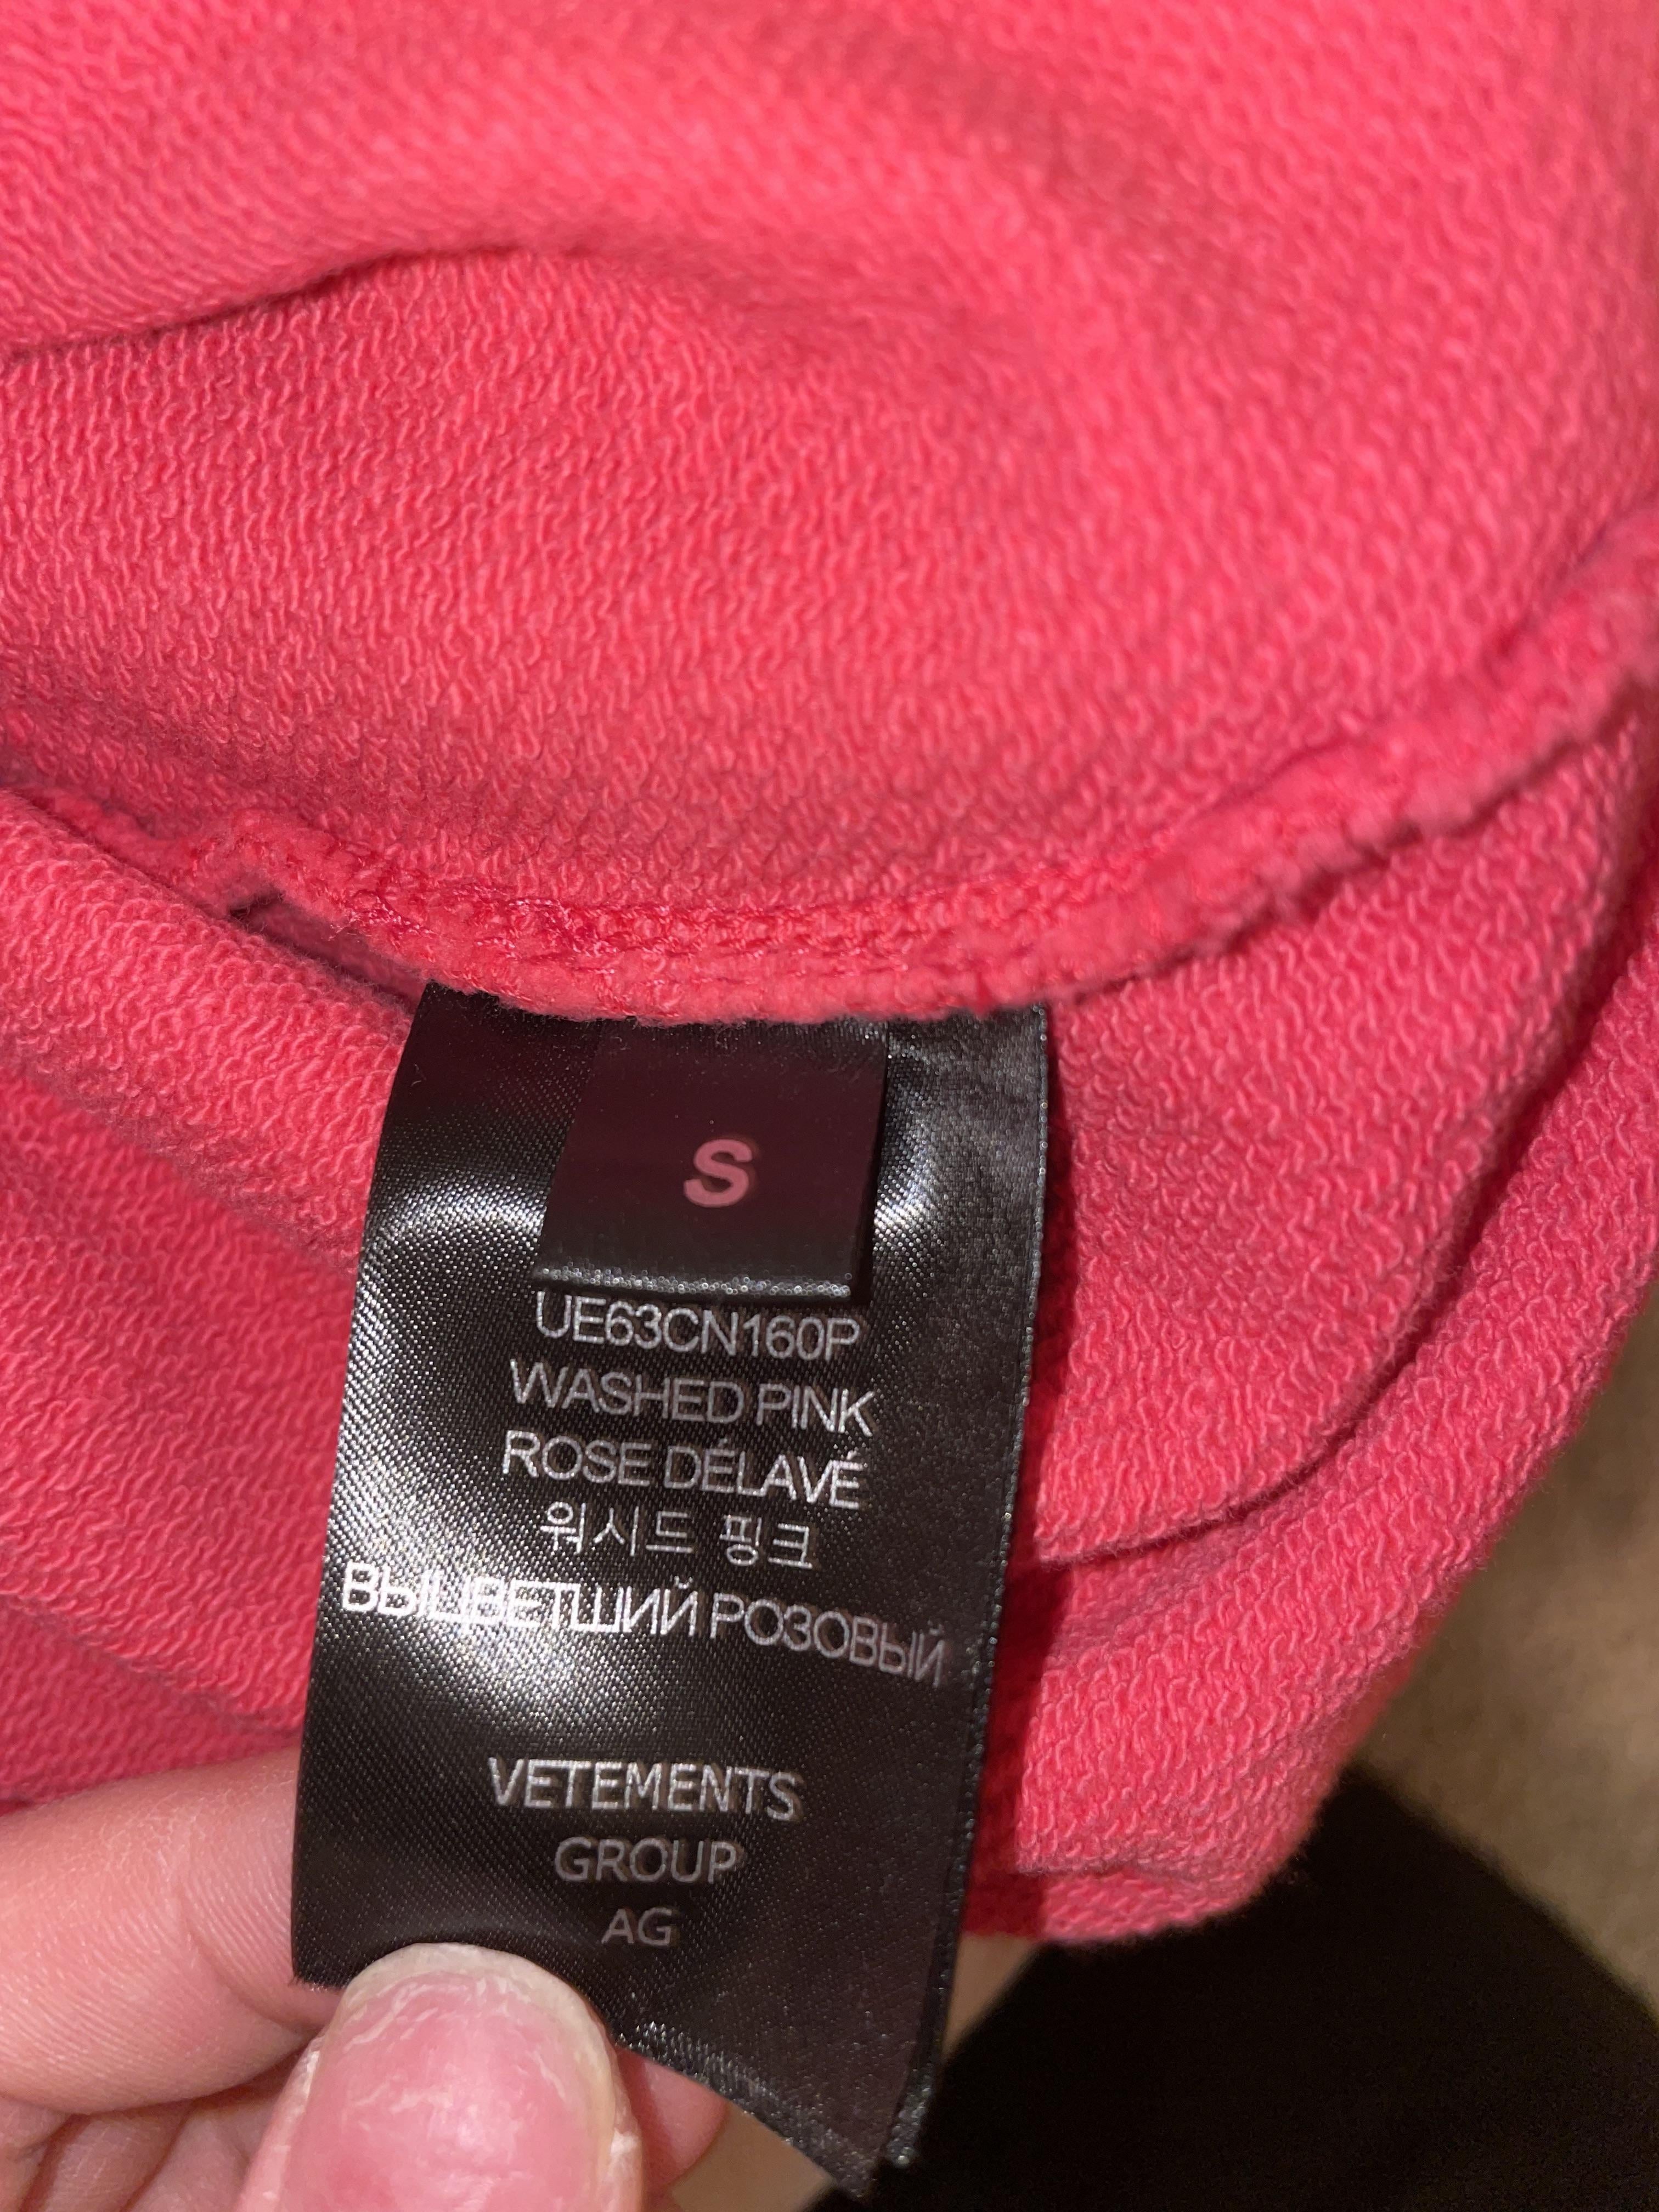 S
UE63CN160P
WASHED PINK
ROSE DÉLAVÉ
워시드 핑크
ВЫЦВЕТШИЙ РОЗОВЫЙ
VETEMENTS
GROUP
AG